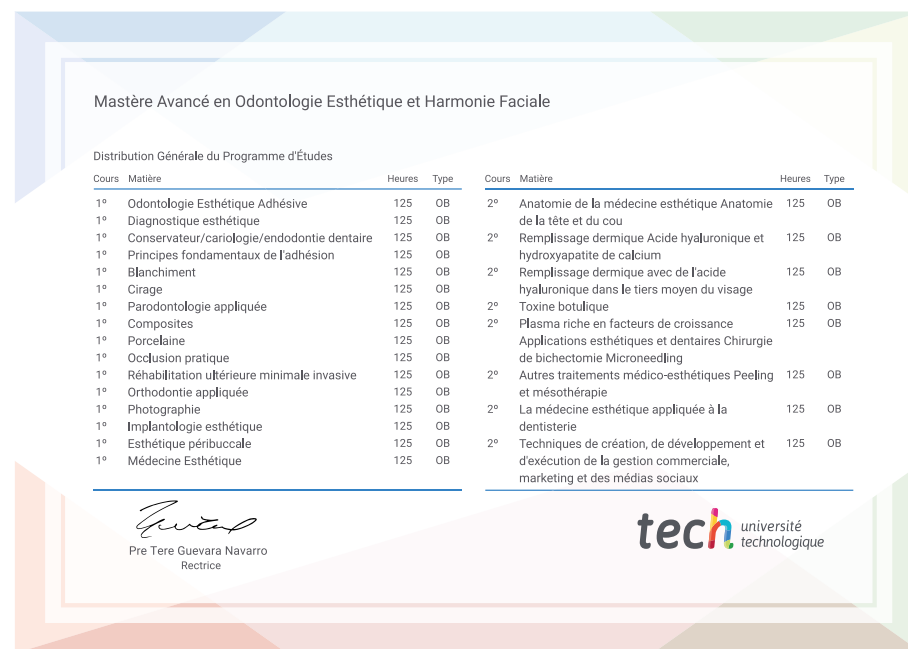 Mastère Avancé en Odontologie Esthétique et Harmonie Faciale
Distribution Générale du Programme d'Études
Cours Matière Heures Type
1º Odontologie Esthétique Adhésive 125 OB
1º Diagnostique esthétique 125 OB
1º Conservateur/cariologie/endodontie dentaire 125 OB
1º Principes fondamentaux de l'adhésion 125 OB
1º Blanchiment 125 OB
1º Cirage 125 OB
1º Parodontologie appliquée 125 OB
1º Composites 125 OB
1º Porcelaine 125 OB
1º Occlusion pratique 125 OB
1º Réhabilitation ultérieure minimale invasive 125 OB
1º Orthodontie appliquée 125 OB
1º Photographie 125 OB
1º Implantologie esthétique 125 OB
1º Esthétique péribuccale 125 OB
1º Médecine Esthétique 125 OB
Cours Matière Heures Type
2º Anatomie de la médecine esthétique Anatomie 125 OB
de la tête et du cou
2º Remplissage dermique Acide hyaluronique et 125 OB
hydroxyapatite de calcium
2º Remplissage dermique avec de l'acide 125 OB
hyaluronique dans le tiers moyen du visage
2º Toxine botulique 125 OB
2º Plasma riche en facteurs de croissance 125 OB
Applications esthétiques et dentaires Chirurgie
de bichectomie Microneedling
2º Autres traitements médico-esthétiques Peeling 125 OB
et mésothérapie
2º La médecine esthétique appliquée à la 125 OB
dentisterie
2º Techniques de création, de développement et 125 OB
d'exécution de la gestion commerciale,
marketing et des médias sociaux
Pre Tere Guevara Navarro
Rectrice
tech université
technologique